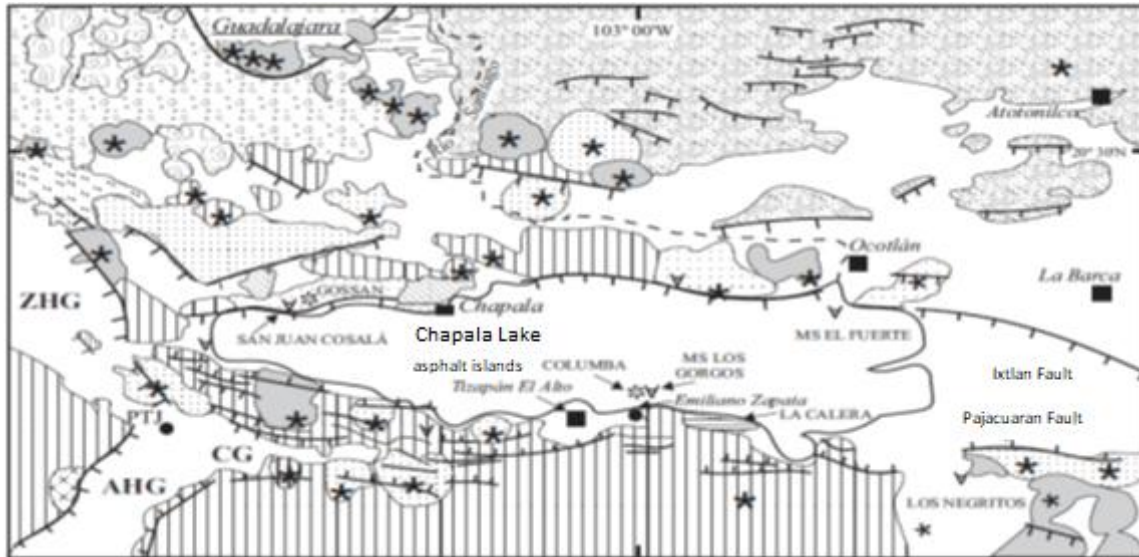 Guadalajara
103° 00'W
Río Santiago
Atotonilco
20° 30'N
Ocotlán
La Barca
ZHG
GOSSAN
Chapala
SAN JUAN COSALÁ
Chapala Lake
MS EL FUERTE
asphalt islands
COLUMBA
MS LOS
GORGOS
Tizapán El Alto
Emiliano Zapata
Ixtlan Fault
LA CALERA
Pajacuaran Fault
PTJ
CG
AHG
LOS NEGRITOS